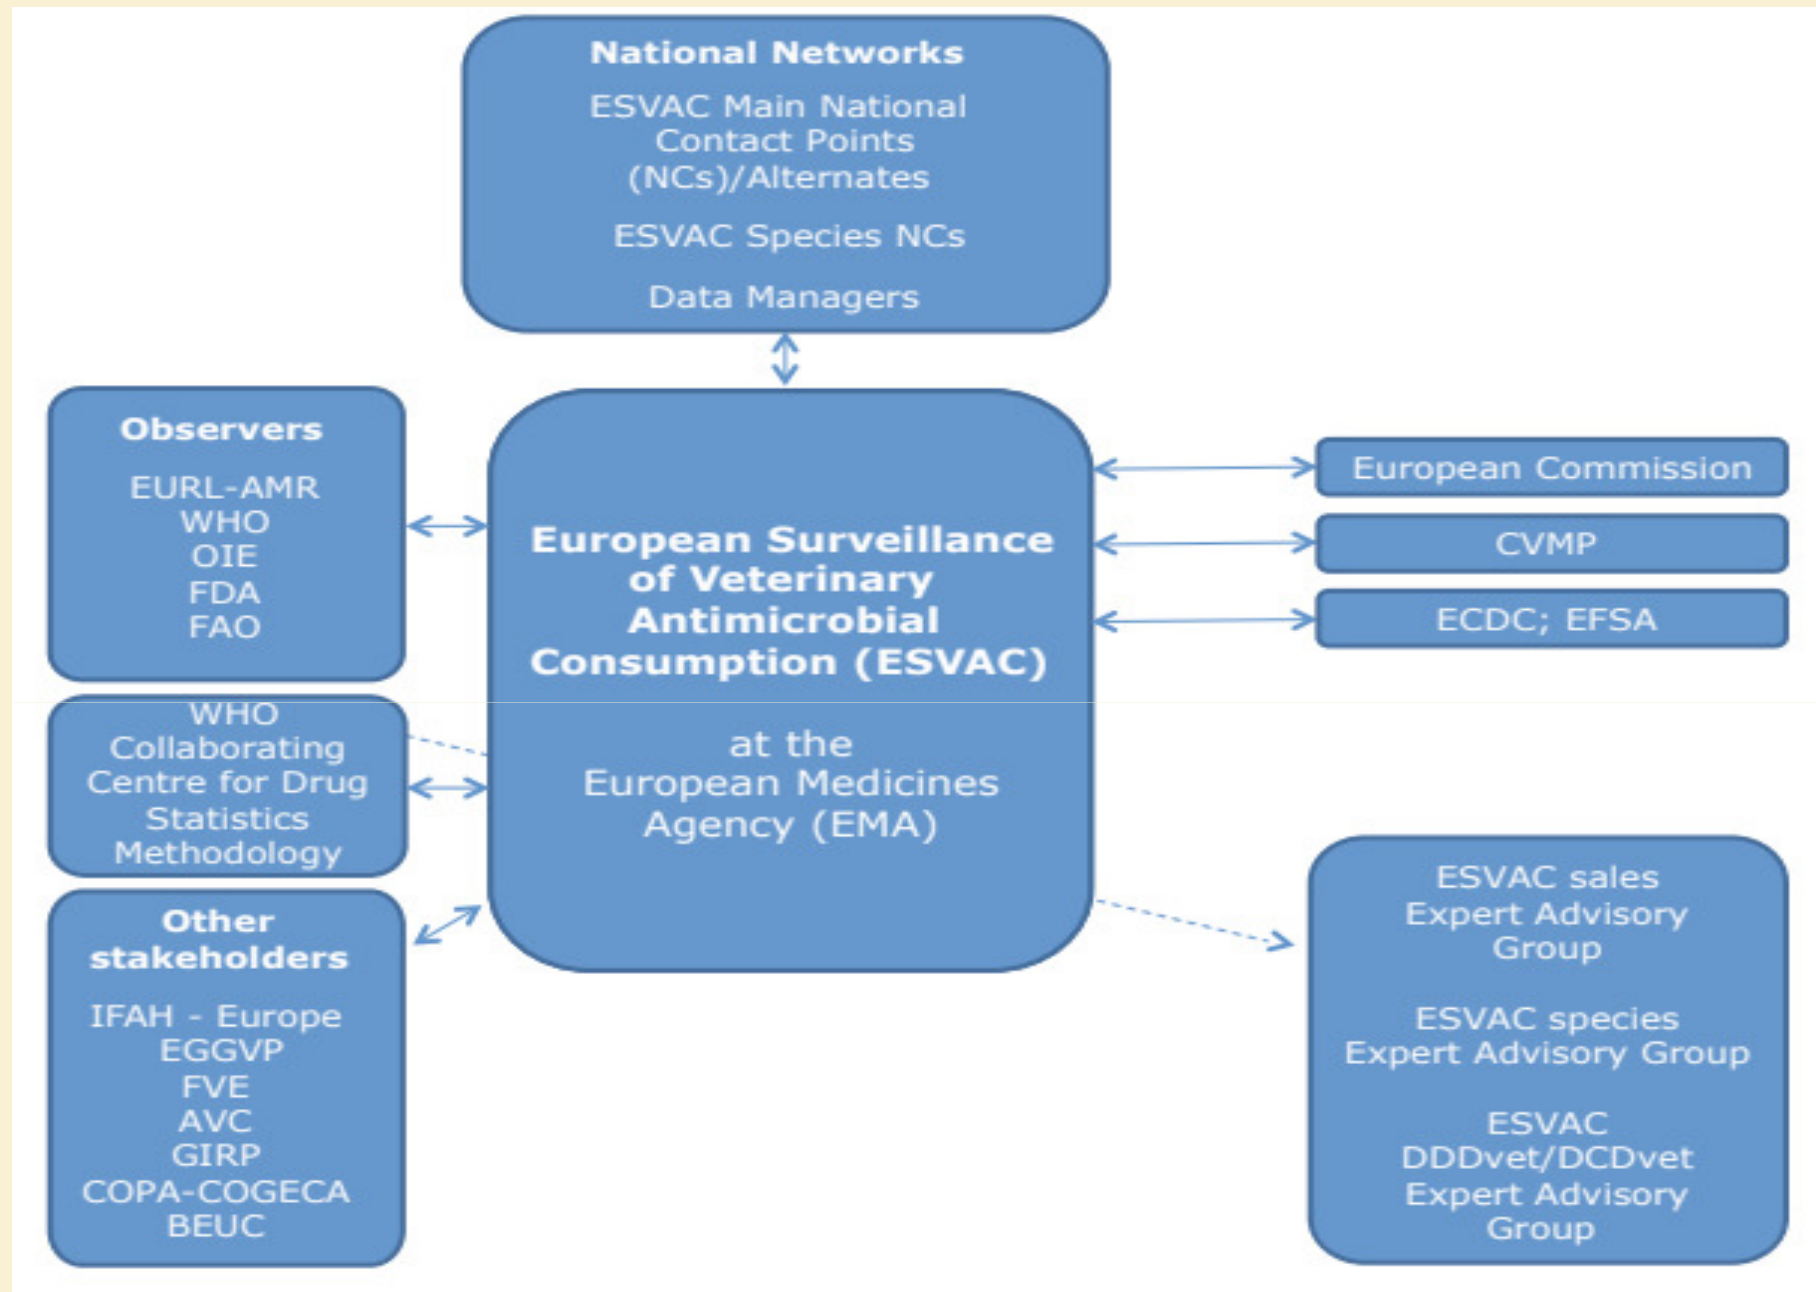 National Networks
ESVAC Main National
Contact Points
(NCs)/Alternates
ESVAC Species NCs
Data Managers
Observers
EURL-AMR
WHO
OIE
FDA
FAO
WHO
Collaborating
Centre for Drug
Statistics
Methodology
Other
stakeholders
IFAH - Europe
EGGVP
FVE
AVC
GIRP
COPA-COGECA
BEUC
European Surveillance
of Veterinary
Antimicrobial
Consumption (ESVAC)
at the
European Medicines
Agency (EMA)
European Commission
CVMP
ECDC; EFSA
ESVAC sales
Expert Advisory
Group
ESVAC species
Expert Advisory Group
ESVAC
DDDvet/DCDvet
Expert Advisory
Group